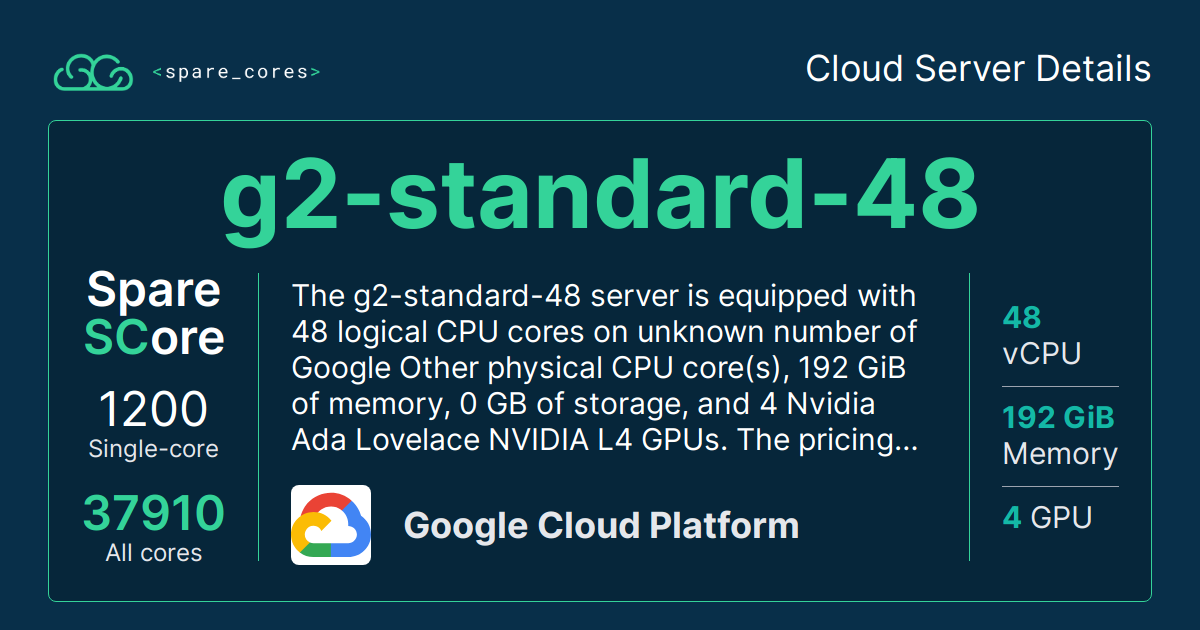 <spare_cores>
Cloud Server Details
g2-standard-48
Spare
SCore
1200
Single-core
37910
All cores
The g2-standard-48 server is equipped with
48 logical CPU cores on unknown number of
Google Other physical CPU core(s), 192 GiB
of memory, 0 GB of storage, and 4 Nvidia
Ada Lovelace NVIDIA L4 GPUs. The pricing...
Google Cloud Platform
48
vCPU
192 GiB
Memory
4 GPU